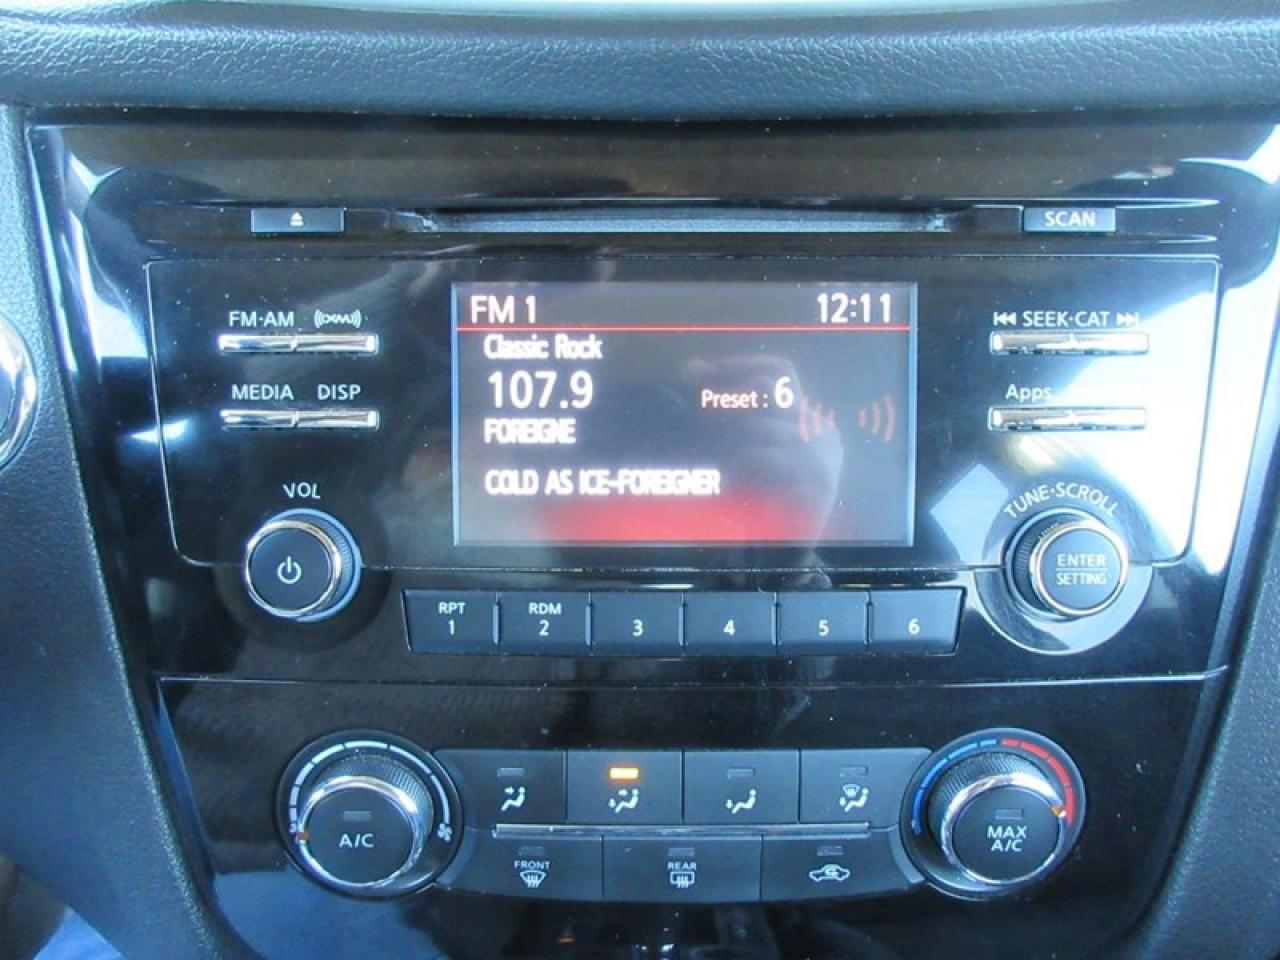 SCAN
FM·AM
XM
FM 1 12:11
SEEK·CAT
Classic Rock
MEDIA DISP
107.9 Preset : 6
Apps
FOREIGNE
COLD AS ICE-FOREIGNER
VOL
TUNE·SCROLL
ENTER
SETTING
RPT RDM
1 2 3 4 5 6
A/C
MAX
A/C
FRONT REAR